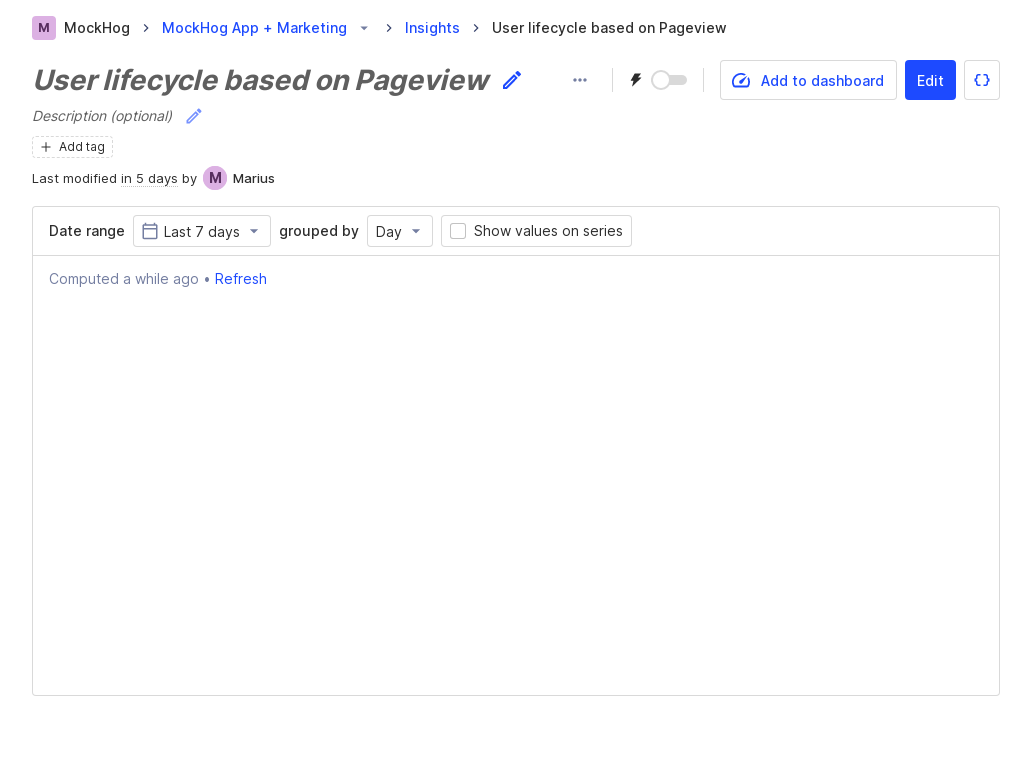 M MockHog MockHog App + Marketing Insights User lifecycle based on Pageview
User lifecycle based on Pageview
Add to dashboard Edit {}
Description (optional)
Add tag
Last modified in 5 days by M Marius
Date range Last 7 days grouped by Day Show values on series
Computed a while ago • Refresh